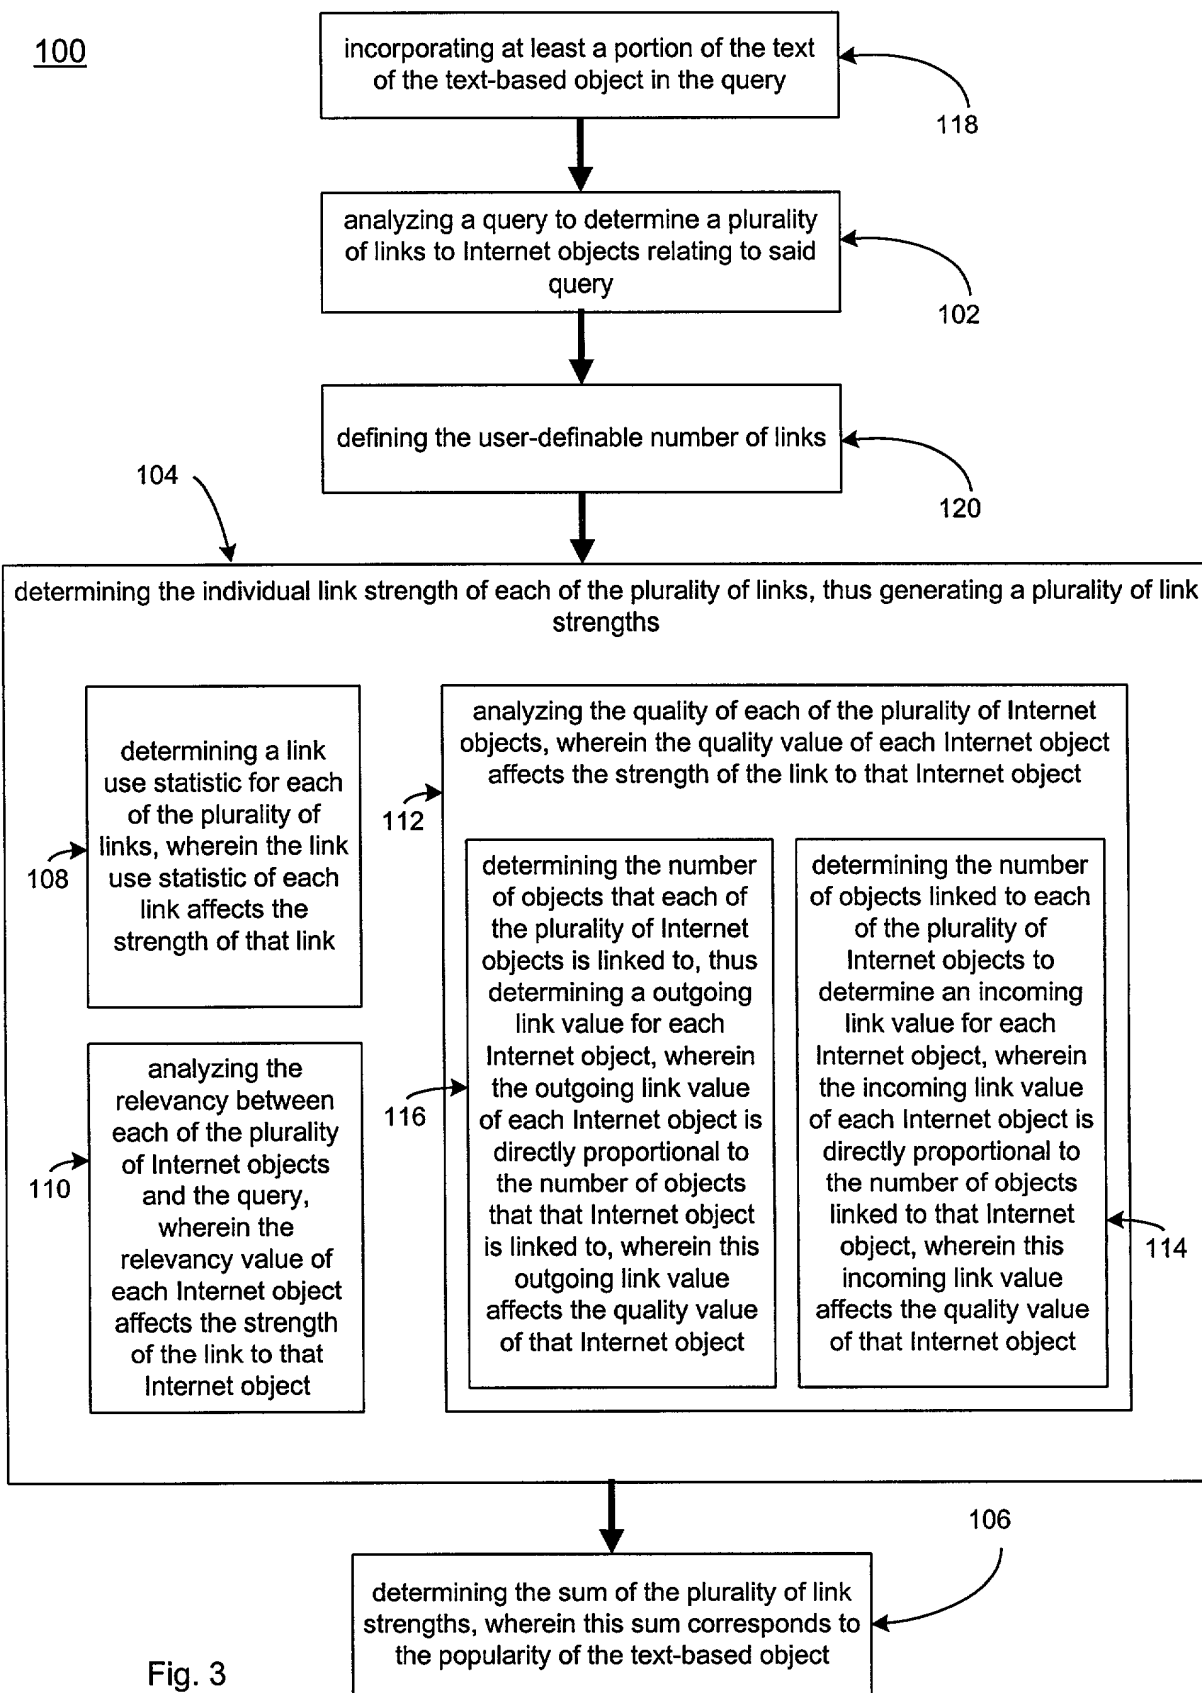 100
incorporating at least a portion of the text
of the text-based object in the query
118
analyzing a query to determine a plurality
of links to Internet objects relating to said
query
102
defining the user-definable number of links
120
104
determining the individual link strength of each of the plurality of links, thus generating a plurality of link
strengths
determining a link
use statistic for each
of the plurality of
links, wherein the link
use statistic of each
link affects the
strength of that link
108
analyzing the
relevancy between
each of the plurality
of Internet objects
and the query,
wherein the
relevancy value of
each Internet object
affects the strength
of the link to that
Internet object
110
analyzing the quality of each of the plurality of Internet
objects, wherein the quality value of each Internet object
affects the strength of the link to that Internet object
112
determining the number
of objects that each of
the plurality of Internet
objects is linked to, thus
determining a outgoing
link value for each
Internet object, wherein
the outgoing link value
of each Internet object is
directly proportional to
the number of objects
that that Internet object
is linked to, wherein this
outgoing link value
affects the quality value
of that Internet object
116
determining the number
of objects linked to each
of the plurality of
Internet objects to
determine an incoming
link value for each
Internet object, wherein
the incoming link value
of each Internet object is
directly proportional to
the number of objects
linked to that Internet
object, wherein this
incoming link value
affects the quality value
of that Internet object
114
106
determining the sum of the plurality of link
strengths, wherein this sum corresponds to
the popularity of the text-based object
Fig. 3